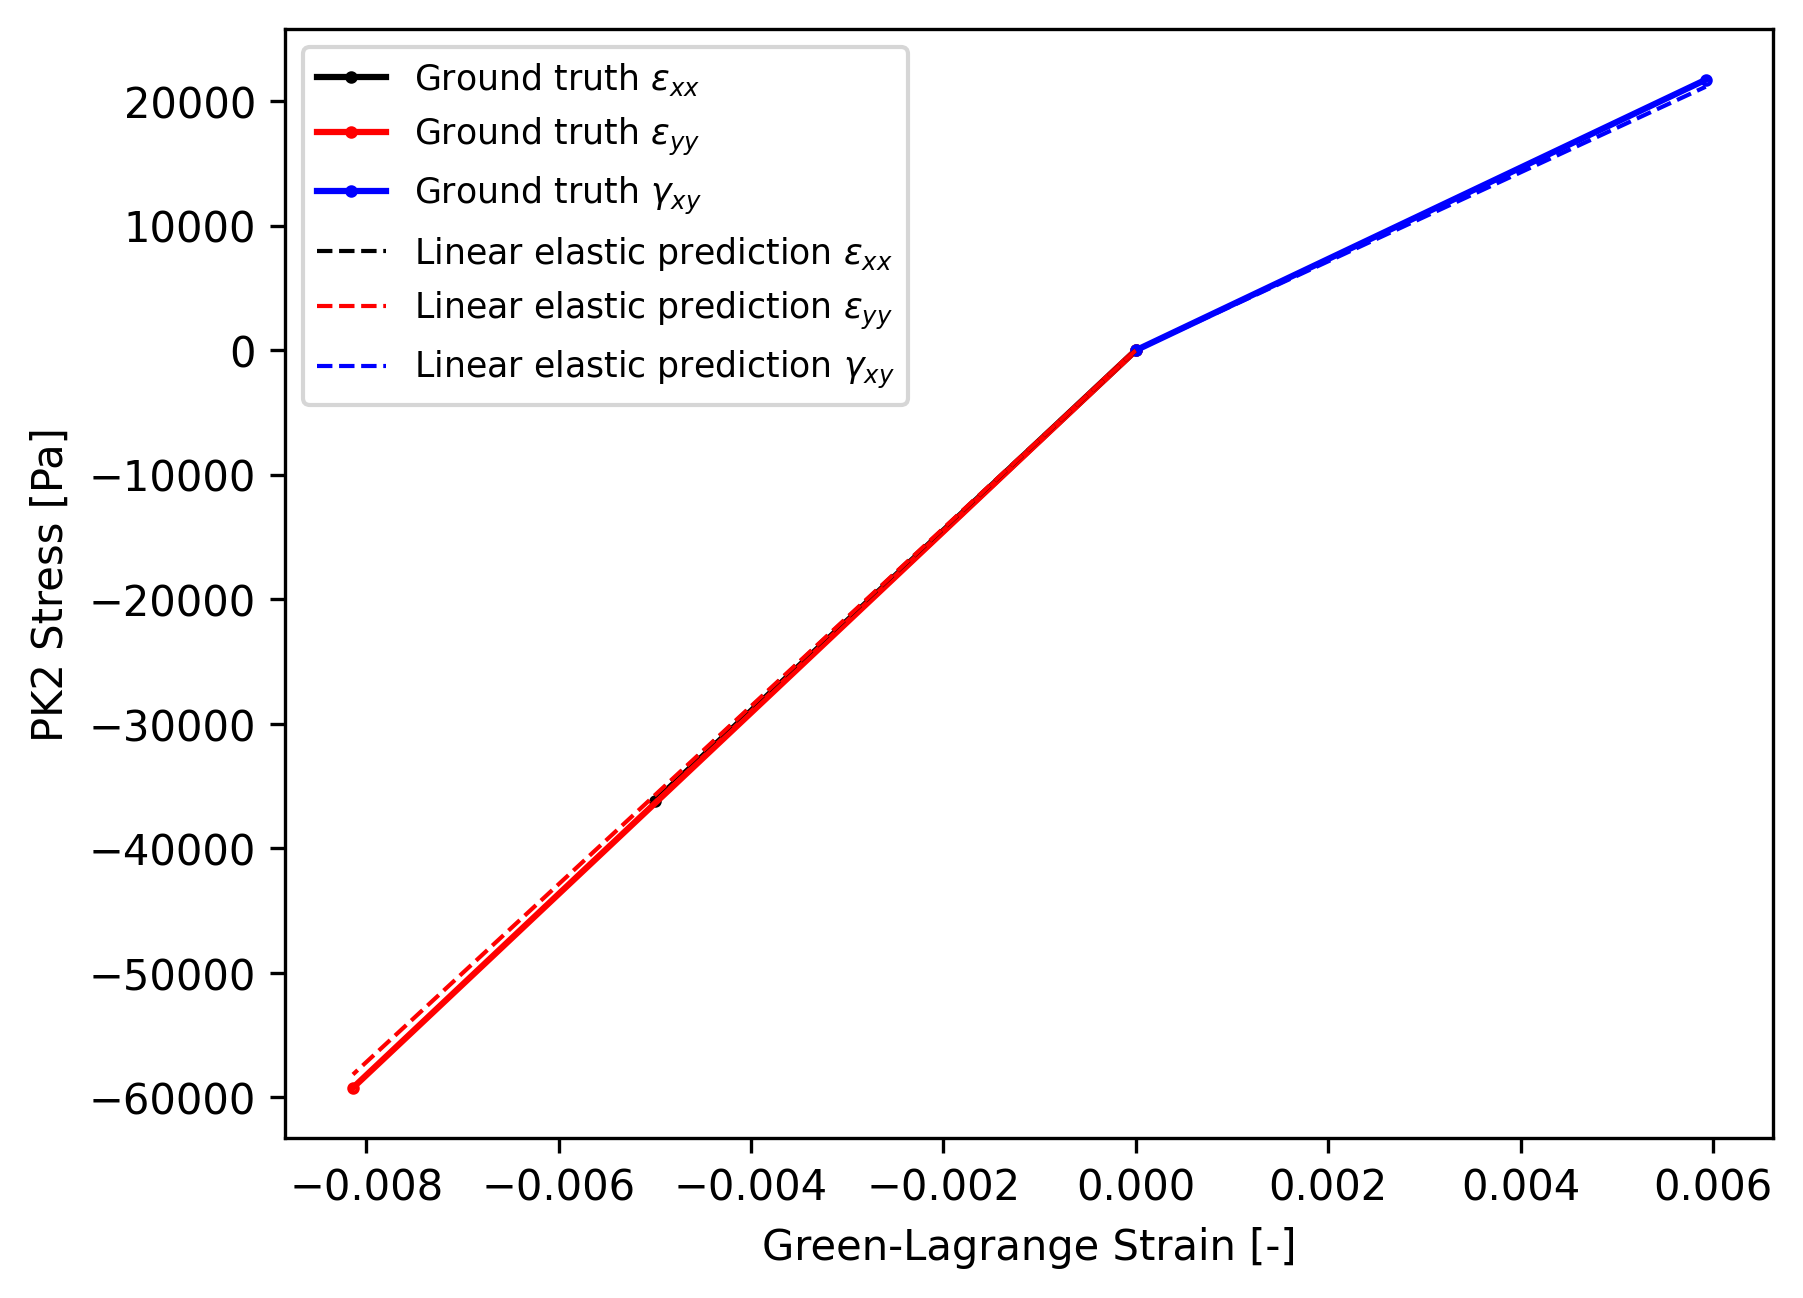 Ground truth εxx
Ground truth εyy
Ground truth γxy
Linear elastic prediction εxx
Linear elastic prediction εyy
Linear elastic prediction γxy
20000
10000
0
−10000
−20000
−30000
−40000
−50000
−60000
PK2 Stress [Pa]
−0.008 −0.006 −0.004 −0.002 0.000 0.002 0.004 0.006
Green-Lagrange Strain [-]